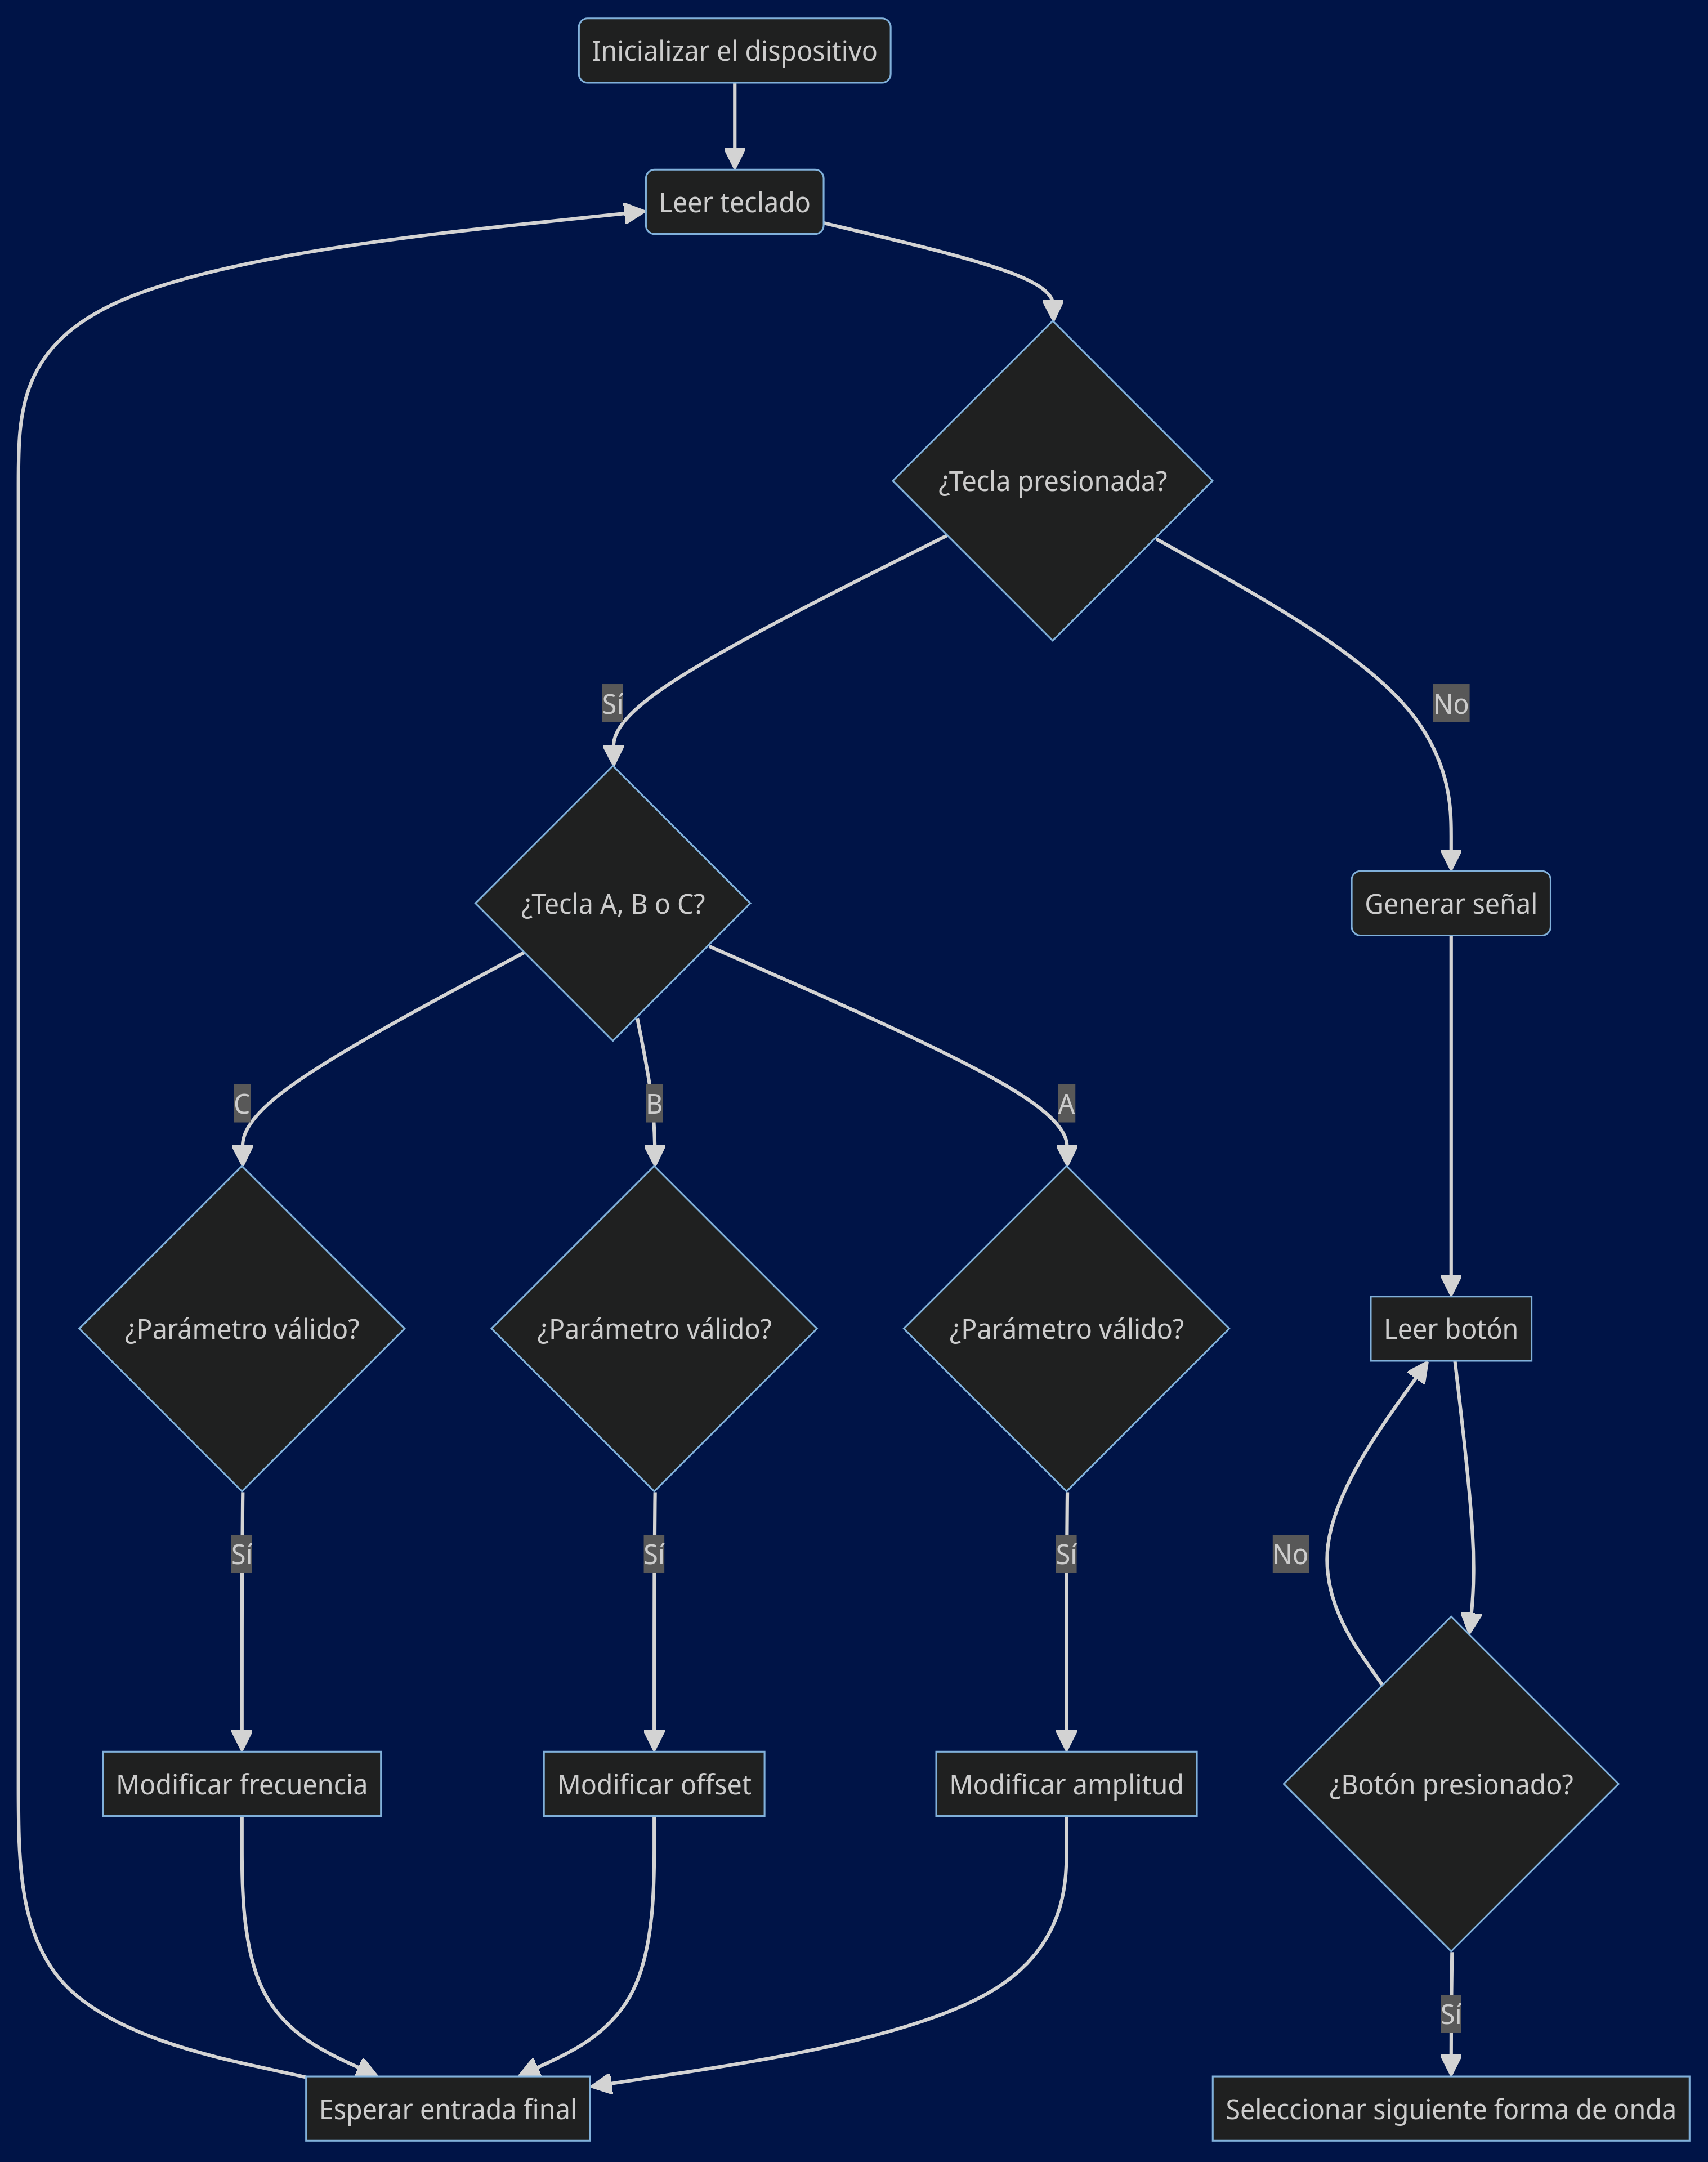 Inicializar el dispositivo
Leer teclado
¿Tecla presionada?
Sí
No
¿Tecla A, B o C?
Generar señal
C
B
A
¿Parámetro válido?
¿Parámetro válido?
¿Parámetro válido?
Leer botón
Sí
Sí
Sí
No
Modificar frecuencia
Modificar offset
Modificar amplitud
¿Botón presionado?
Sí
Esperar entrada final
Seleccionar siguiente forma de onda